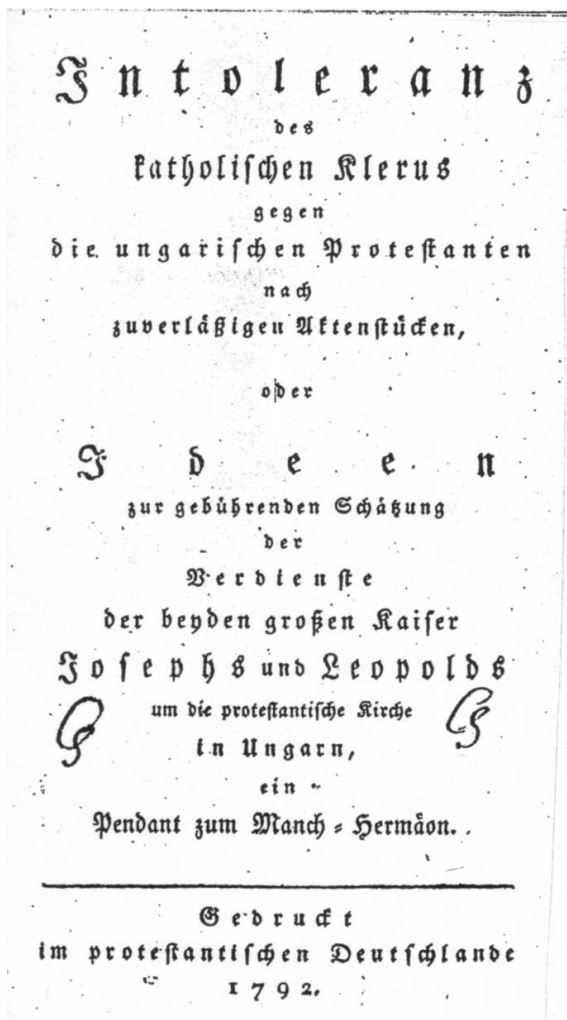 Intoleranz
des
katholischen Klerus
gegen
die ungarischen Protestanten
nach
zuverläßigen Aktenstücken,
oder
Ideen
zur gebührenden Schätzung
der
Verdienste
der beyden großen Kaiser
Josephs und Leopolds
um die protestantische Kirche
in Ungarn,
ein
Pendant zum Manch-Hermäon.
Gedruckt
im protestantischen Deutschlande
1792.